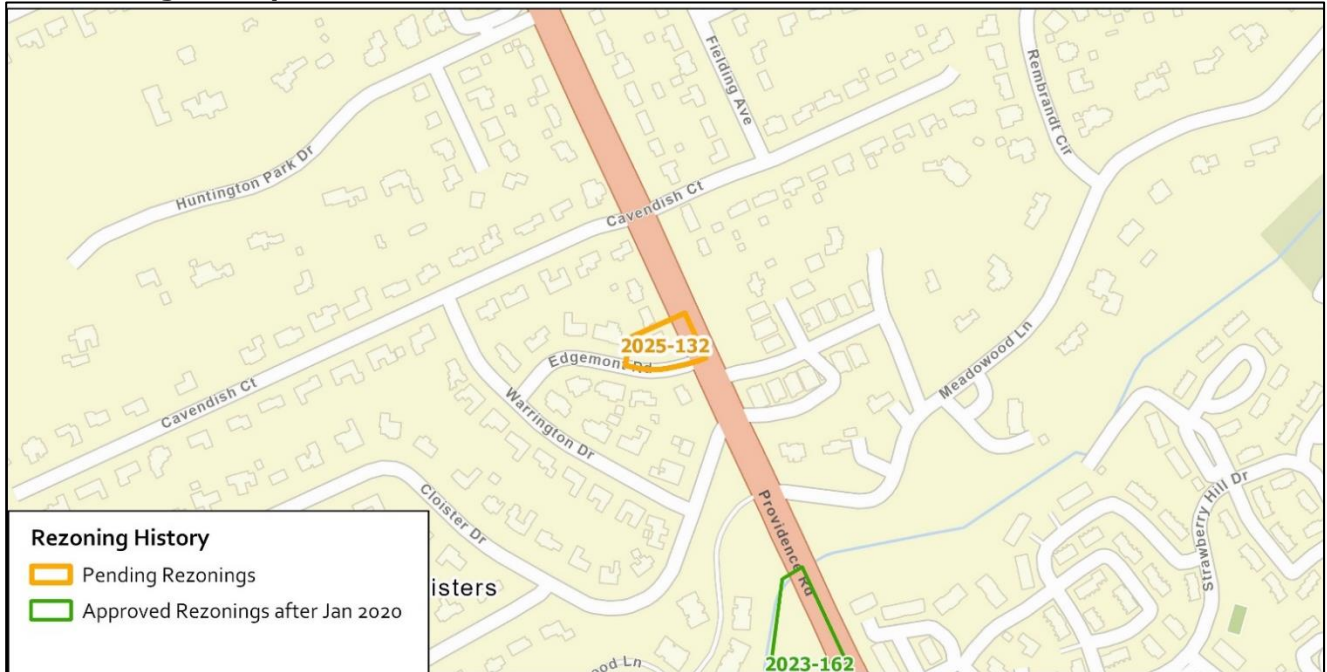 Fielding Ave
Rembrandt Cir
Huntington Park Dr
Cavendish Ct
2025-132
Edgemont Rd
Meadowood Ln
Cavendish Ct
Warrington Dr
Providence Rd
Cloister Dr
Strawberry Hill Dr
Rezoning History
Pending Rezonings
Approved Rezonings after Jan 2020
isters
ood Ln
2023-162